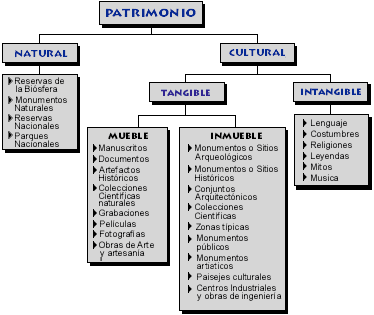 PATRIMONIO
NATURAL
CULTURAL
Reservas de
la Biósfera
Monumentos
Naturales
Reservas
Nacionales
Parques
Nacionales
TANGIBLE
INTANGIBLE
MUEBLE
Manuscritos
Documentos
Artefactos
Históricos
Colecciones
Científicas
naturales
Grabaciones
Películas
Fotografías
Obras de Arte
y artesanía
INMUEBLE
Monumentos o Sitios
Arqueológicos
Monumentos o Sitios
Históricos
Conjuntos
Arquitectónicos
Colecciones
Científicas
Zonas típicas
Monumentos
públicos
Monumentos
artísticos
Paisejes culturales
Centros Industriales
y obras de ingeniería
Lenguaje
Costumbres
Religiones
Leyendas
Mitos
Musica